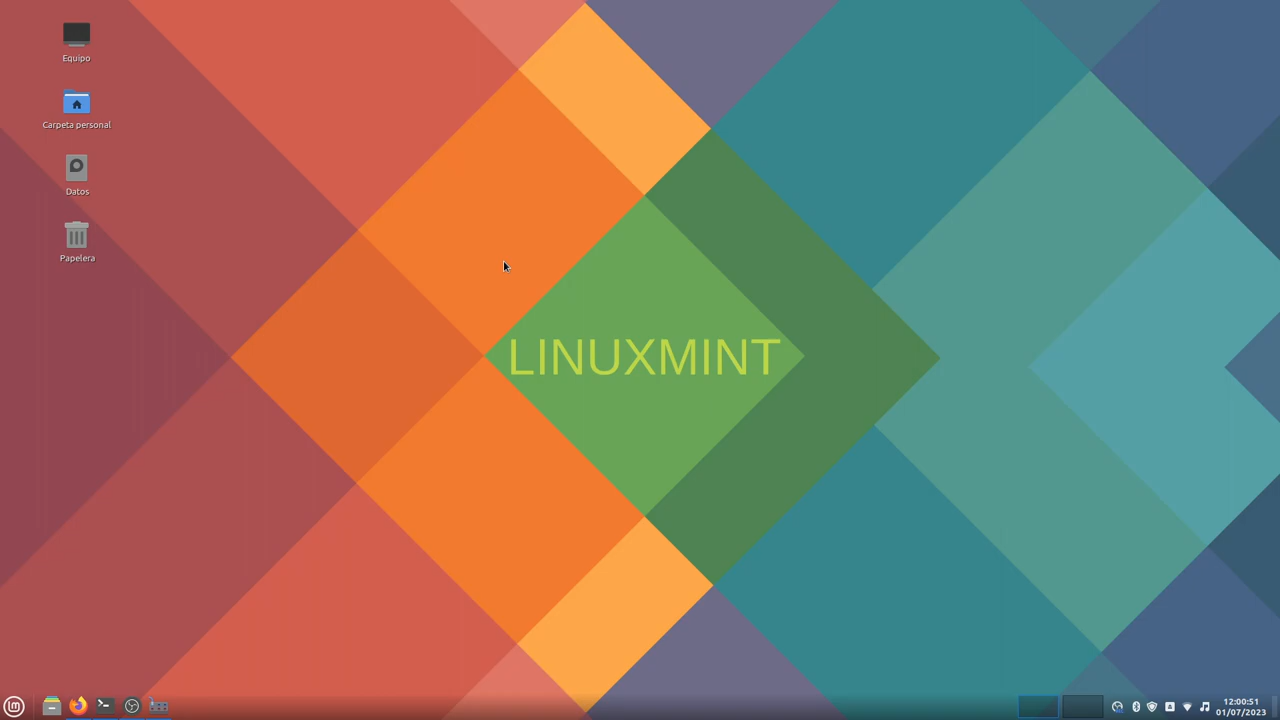 Equipo
Carpeta personal
Datos
Papelera
LINUXMINT
12:00:51
01/07/2023